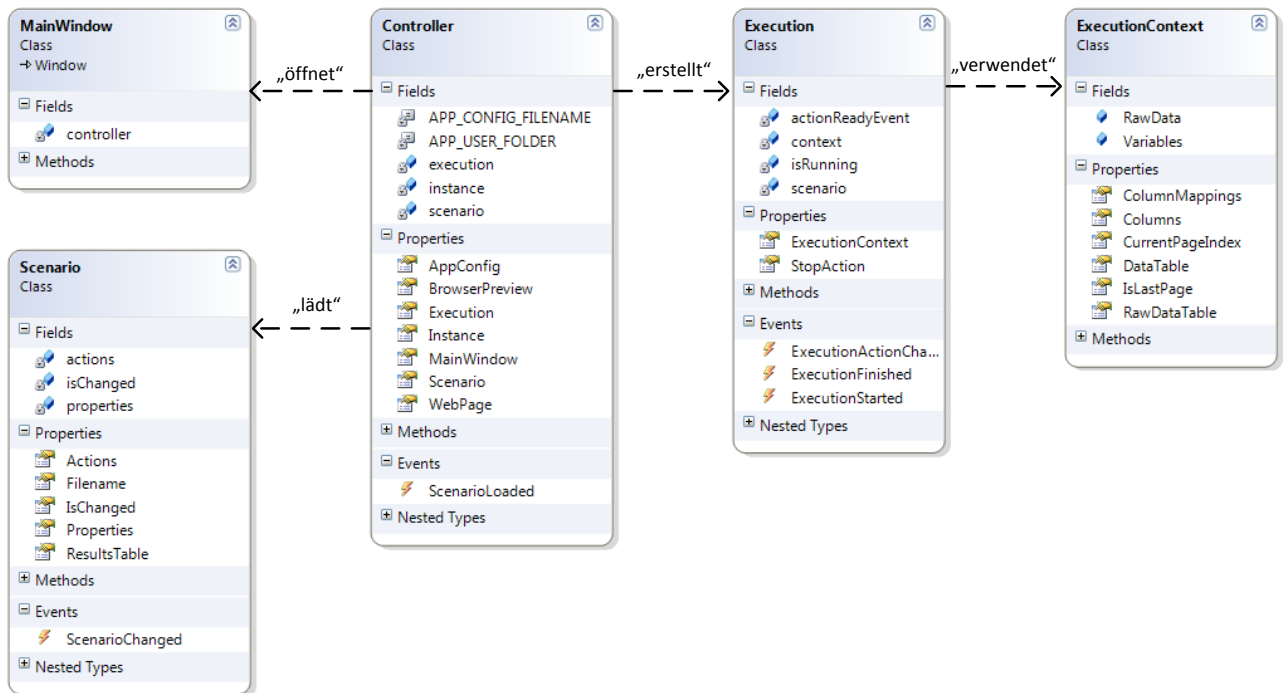 MainWindow
Class
Window
Fields
controller
Methods
„öffnet“
Scenario
Class
Fields
actions
isChanged
properties
Properties
Actions
Filename
IsChanged
Properties
ResultsTable
Methods
Events
ScenarioChanged
Nested Types
„lädt“
Controller
Class
Fields
APP_CONFIG_FILENAME
APP_USER_FOLDER
execution
instance
scenario
Properties
AppConfig
BrowserPreview
Execution
Instance
MainWindow
Scenario
WebPage
Methods
Events
ScenarioLoaded
Nested Types
„erstellt“
Execution
Class
Fields
actionReadyEvent
context
isRunning
scenario
Properties
ExecutionContext
StopAction
Methods
Events
ExecutionActionCha...
ExecutionFinished
ExecutionStarted
Nested Types
„verwendet“
ExecutionContext
Class
Fields
RawData
Variables
Properties
ColumnMappings
Columns
CurrentPageIndex
DataTable
IsLastPage
RawDataTable
Methods